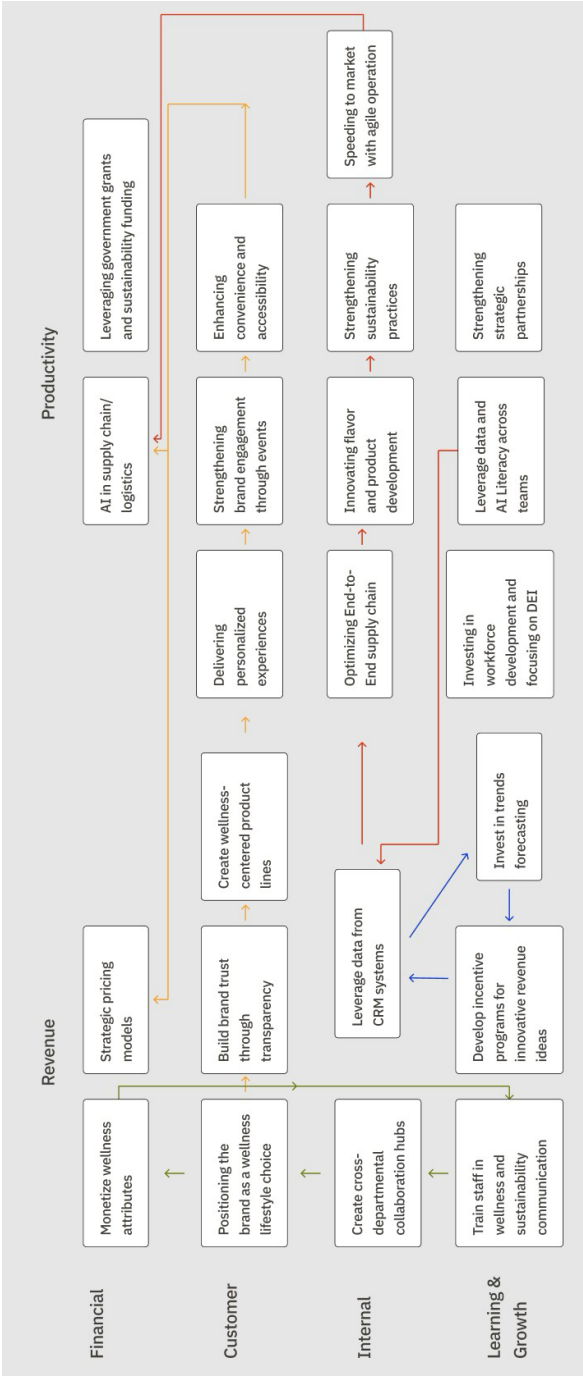 Revenue
Productivity
Financial
Monetize wellness
attributes
Strategic pricing
models
AI in supply chain/
logistics
Leveraging government grants
and sustainability funding
Customer
Positioning the
brand as a wellness
lifestyle choice
Build brand trust
through
transparency
Create wellness-
centered product
lines
Delivering
personalized
experiences
Strengthening
brand engagement
through events
Enhancing
convenience and
accessibility
Internal
Create cross-
departmental
collaboration hubs
Leverage data from
CRM systems
Optimizing End-to-
End supply chain
Innovating flavor
and product
development
Strengthening
sustainability
practices
Speeding to market
with agile operation
Learning &
Growth
Train staff in
wellness and
sustainability
communication
Develop incentive
programs for
innovative revenue
ideas
Invest in trends
forecasting
Investing in
workforce
development and
focusing on DEI
Leverage data and
AI Literacy across
teams
Strengthening
strategic
partnerships